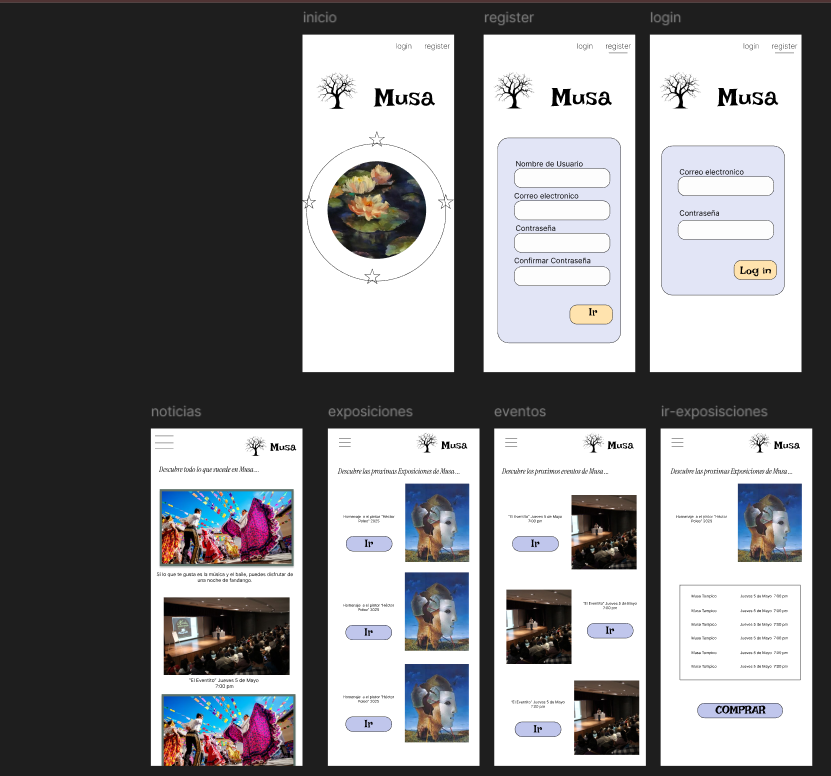 inicio
login register
Musa
register
login register
Musa
Nombre de Usuario
Correo electronico
Contraseña
Confirmar Contraseña
Ir
login
login register
Musa
Correo electronico
Contraseña
Log in
noticias
Musa
Descubre todo lo que sucede en Musa...
El lo que te gusta en la música y el baile, puedes disfrutar de
una noche de fandango.
"El Eventito" Jueves 5 de Mayo
7:00 pm
exposiciones
Musa
Descubre las proximas Exposiciones de Musa...
Homenaje a el pintor "Héctor
Poleo" 2025
Ir
Homenaje a el pintor "Héctor
Poleo" 2025
Ir
Homenaje a el pintor "Héctor
Poleo" 2025
Ir
eventos
Musa
Descubre los proximos eventos de Musa...
"El Eventito" Jueves 5 de Mayo
7:00 pm
Ir
"El Eventito" Jueves 5 de Mayo
7:00 pm
Ir
"El Eventito" Jueves 5 de Mayo
7:00 pm
Ir
ir-exposisciones
Musa
Descubre las proximas Exposiciones de Musa...
Homenaje a el pintor "Héctor
Poleo" 2025
Musa Tampico Jueves 5 de Mayo 7:00 pm
Musa Tampico Jueves 5 de Mayo 7:00 pm
Musa Tampico Jueves 5 de Mayo 7:00 pm
Musa Tampico Jueves 5 de Mayo 7:00 pm
Musa Tampico Jueves 5 de Mayo 7:00 pm
Musa Tampico Jueves 5 de Mayo 7:00 pm
COMPRAR